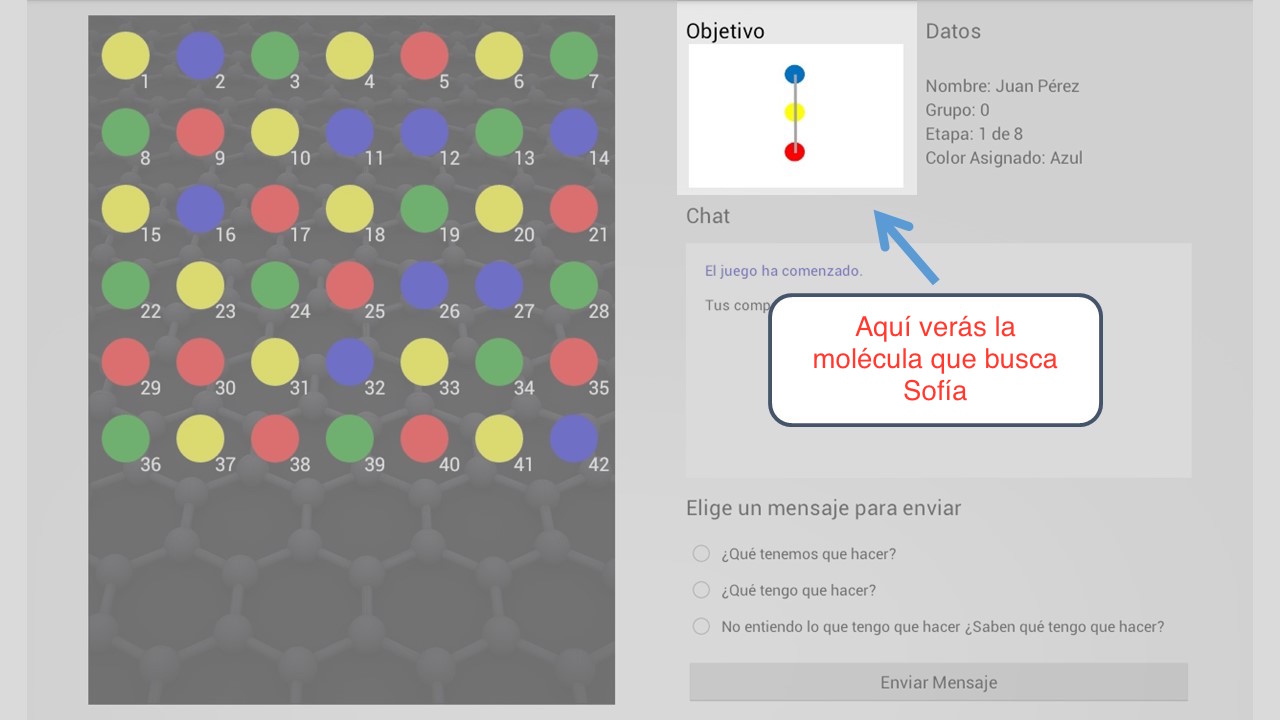 1 2 3 4 5 6 7
8 9 10 11 12 13 14
15 16 17 18 19 20 21
22 23 24 25 26 27 28
29 30 31 32 33 34 35
36 37 38 39 40 41 42
Objetivo
Datos
Nombre: Juan Pérez
Grupo: 0
Etapa: 1 de 8
Color Asignado: Azul
Chat
El juego ha comenzado.
Tus comp
Aquí verás la
molécula que busca
Sofía
Elige un mensaje para enviar
¿Qué tenemos que hacer?
¿Qué tengo que hacer?
No entiendo lo que tengo que hacer ¿Saben qué tengo que hacer?
Enviar Mensaje